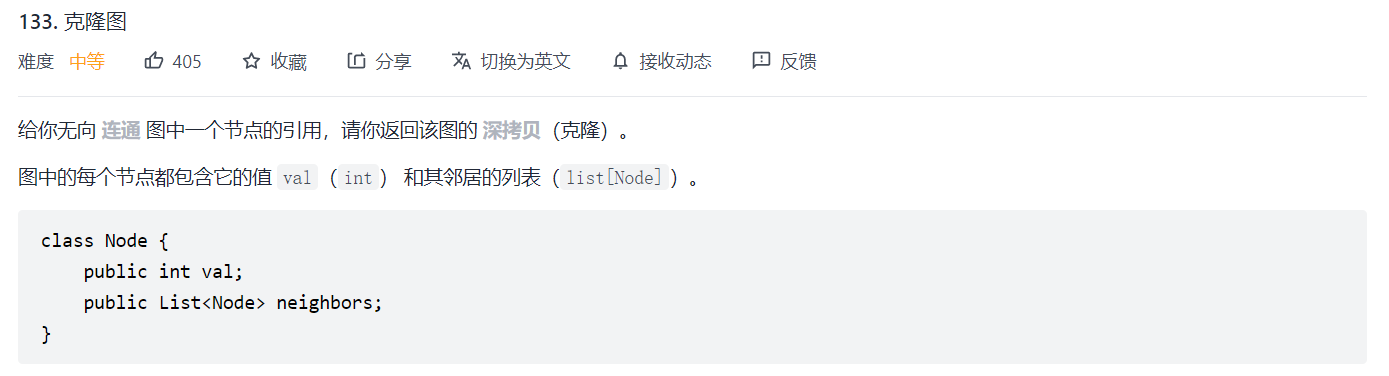 133. 克隆图
难度 中等 405 收藏 分享 切换为英文 接收动态 反馈
给你无向 连通 图中一个节点的引用，请你返回该图的 深拷贝（克隆）。
图中的每个节点都包含它的值 val（int） 和其邻居的列表（list[Node]）。
class Node {
    public int val;
    public List<Node> neighbors;
}